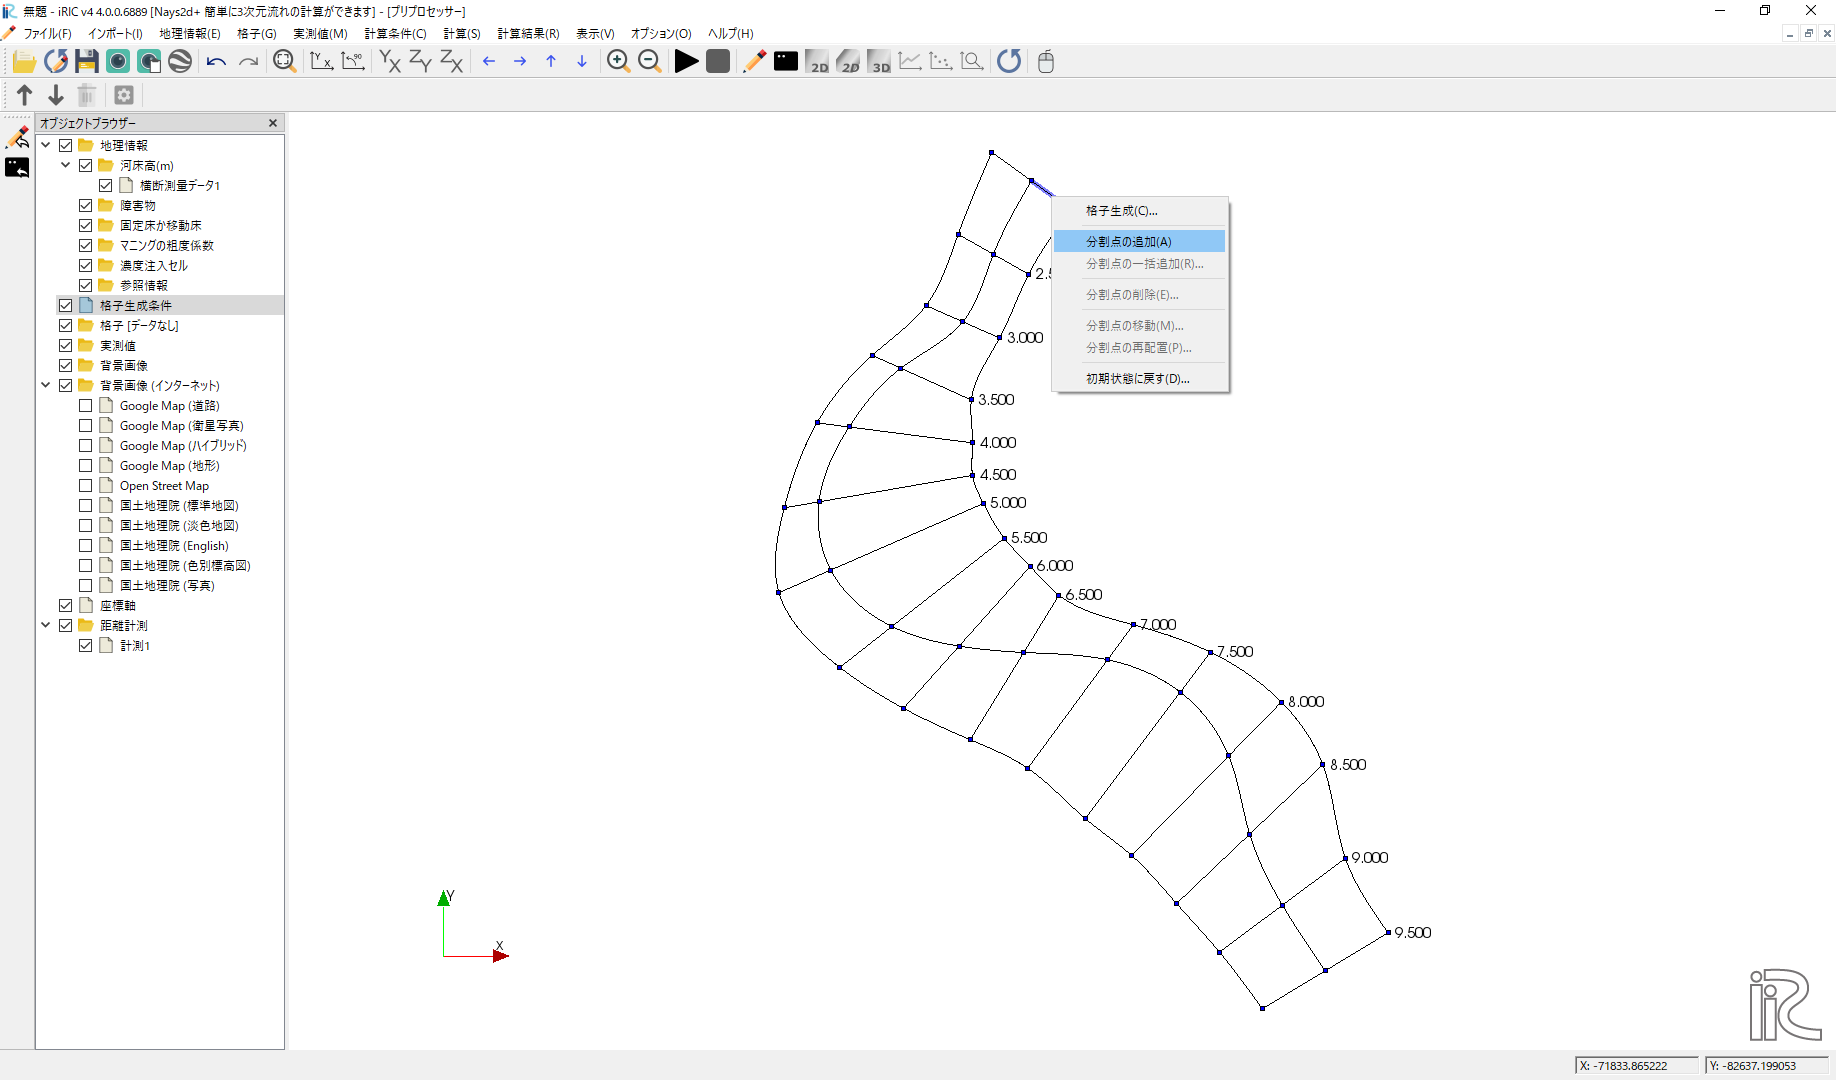 無題 - iRIC v4 4.0.0.6889 [Nays2d+ 簡単に3次元流れの計算ができます] - [プリプロセッサー]
ファイル(F) インポート(I) 地理情報(E) 格子(G) 実測値(M) 計算条件(C) 計算(S) 計算結果(R) 表示(V) オプション(O) ヘルプ(H)
オブジェクトブラウザー
地理情報
河床高(m)
横断測量データ1
障害物
固定床か移動床
マニングの粗度係数
濃度注入セル
参照情報
格子生成条件
格子 [データなし]
実測値
背景画像
背景画像 (インターネット)
Google Map (道路)
Google Map (衛星写真)
Google Map (ハイブリッド)
Google Map (地形)
Open Street Map
国土地理院 (標準地図)
国土地理院 (淡色地図)
国土地理院 (English)
国土地理院 (色別標高図)
国土地理院 (写真)
座標軸
距離計測
計測1
格子生成(C)...
分割点の追加(A)
分割点の一括追加(R)...
分割点の削除(E)...
分割点の移動(M)...
分割点の再配置(P)...
初期状態に戻す(D)...
2.5
3.000
3.500
4.000
4.500
5.000
5.500
6.000
6.500
7.000
7.500
8.000
8.500
9.000
9.500
Y
X
iRiC
X: -71833.865222
Y: -82637.199053